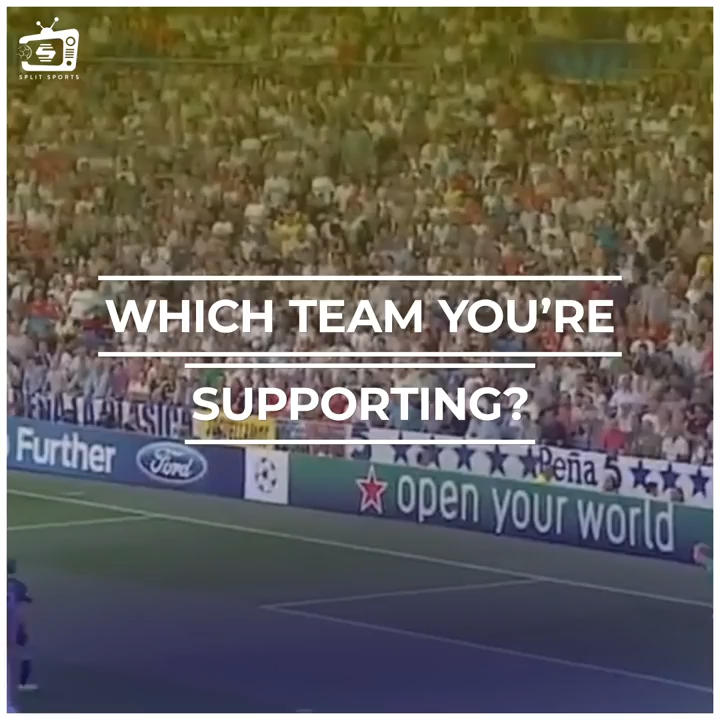 SPLIT SPORTS
WHICH TEAM YOU'RE
SUPPORTING?
Further Ford
open your world
Peña 5